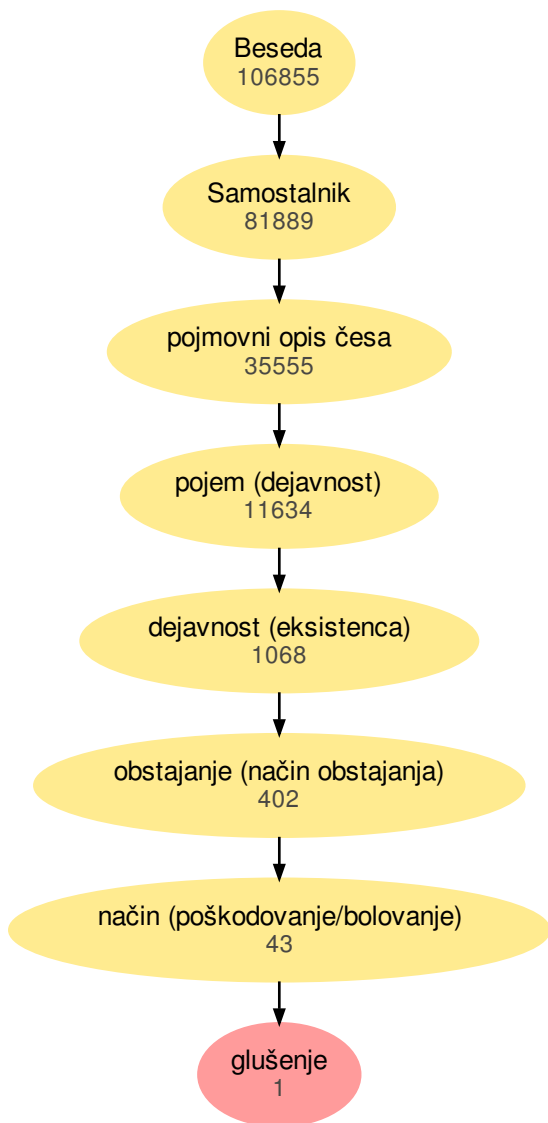 Beseda
106855
Samostalnik
81889
pojmovni opis česa
35555
pojem (dejavnost)
11634
dejavnost (eksistenca)
1068
obstajanje (način obstajanja)
402
način (poškodovanje/bolovanje)
43
glušenje
1